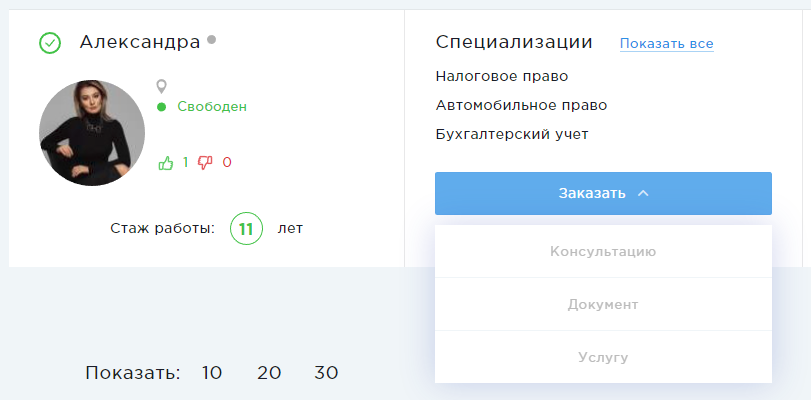 Александра
Свободен
1 0
Стаж работы: 11 лет
Специализации Показать все
Налоговое право
Автомобильное право
Бухгалтерский учет
Заказать
Консультацию
Документ
Услугу
Показать: 10 20 30